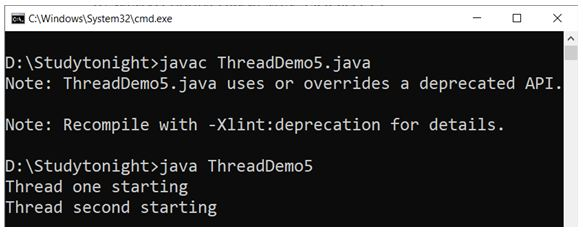 C:\Windows\System32\cmd.exe
D:\Studytonight>javac ThreadDemo5.java
Note: ThreadDemo5.java uses or overrides a deprecated API.
Note: Recompile with -Xlint:deprecation for details.
D:\Studytonight>java ThreadDemo5
Thread one starting
Thread second starting